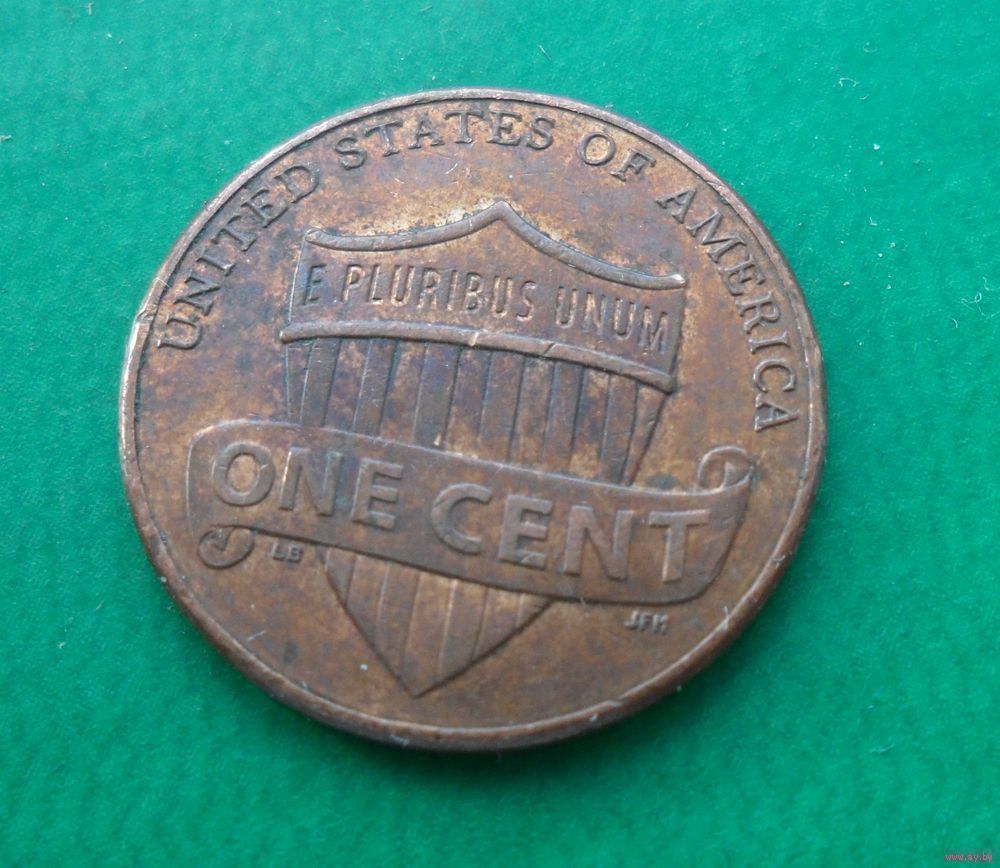 UNITED STATES OF AMERICA
E PLURIBUS UNUM
ONE CENT
LB
JFM
www.ay.by